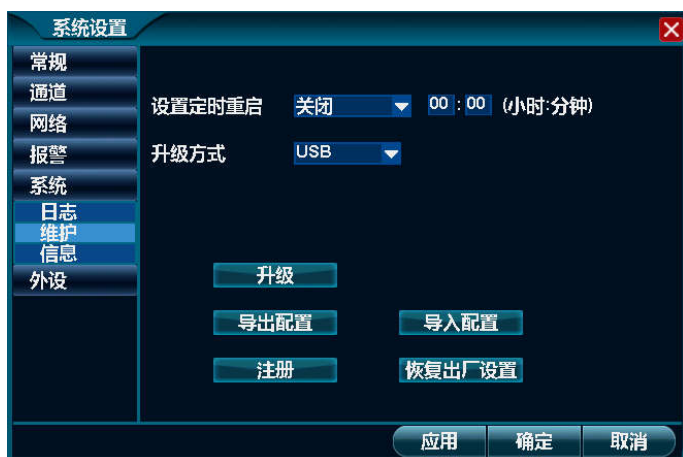 系统设置
常规
通道
网络
报警
系统
日志
维护
信息
外设
设置定时重启 关闭 00 : 00 (小时:分钟)
升级方式 USB
升级
导出配置 导入配置
注册 恢复出厂设置
应用 确定 取消